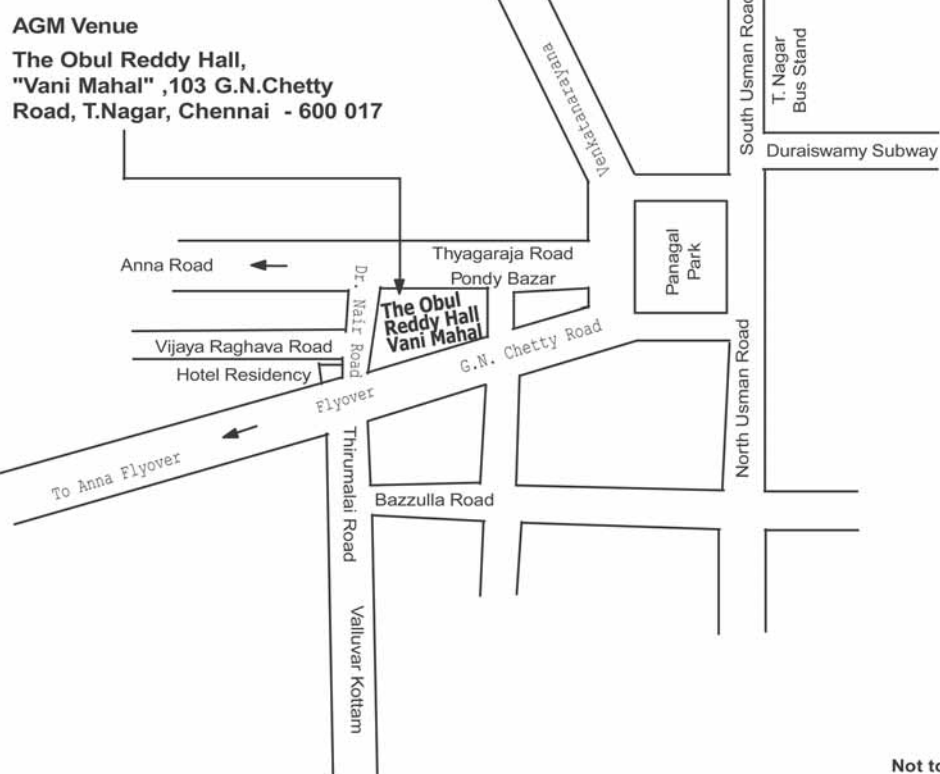 AGM Venue
The Obul Reddy Hall,
"Vani Mahal" ,103 G.N.Chetty
Road, T.Nagar, Chennai - 600 017
Venkatanarayana
South Usman Road
T. Nagar
Bus Stand
Duraiswamy Subway
Thyagaraja Road
Anna Road
Pondy Bazar
Panagal
Park
Dr. Nair Road
The Obul
Reddy Hall
Vani Mahal
G.N. Chetty Road
Vijaya Raghava Road
Hotel Residency
Flyover
North Usman Road
To Anna Flyover
Thirumalai Road
Bazzulla Road
Valluvar Kottam
Not to